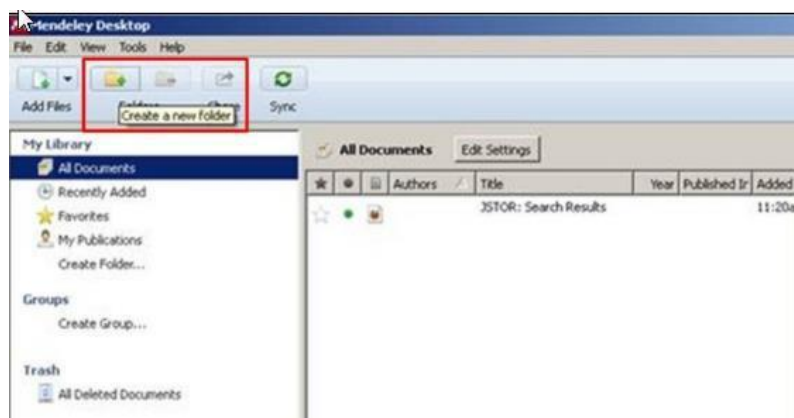 Mendeley Desktop
File Edit View Tools Help
Add Files Folders Share Sync
Create a new folder
My Library
All Documents
Recently Added
Favorites
My Publications
Create Folder...
Groups
Create Group...
Trash
All Deleted Documents
All Documents Edit Settings
Authors Title Year Published In Added
JSTOR: Search Results 11:20a